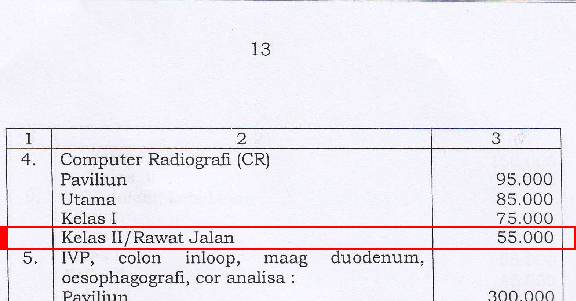 13
1 2 3
4. Computer Radiografi (CR)
Paviliun 95.000
Utama 85.000
Kelas I 75.000
Kelas II/Rawat Jalan 55.000
5. IVP, colon inloop, maag duodenum,
oesophagografi, cor analisa :
Paviliun 300.000